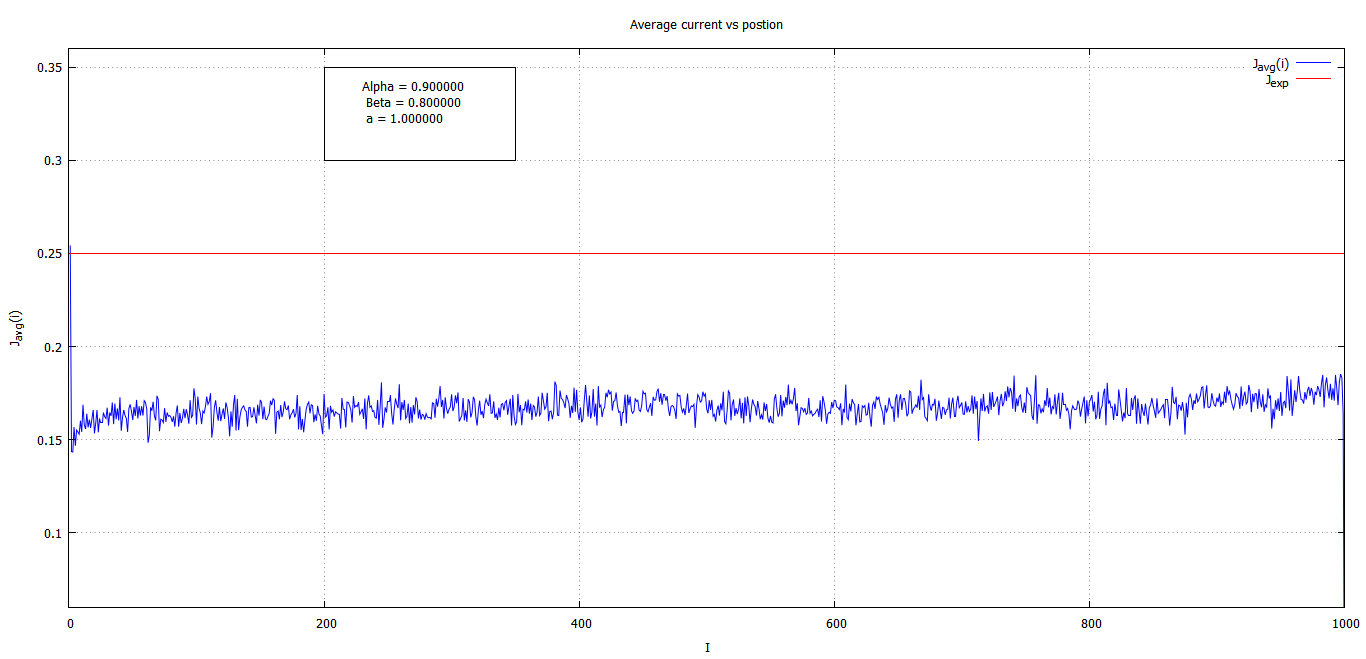 Average current vs postion
0.35
0.3
0.25
0.2
0.15
0.1
Javg(i)
Alpha = 0.900000
Beta = 0.800000
a = 1.000000
Javg(i)
Jexp
0 200 400 600 800 1000
I